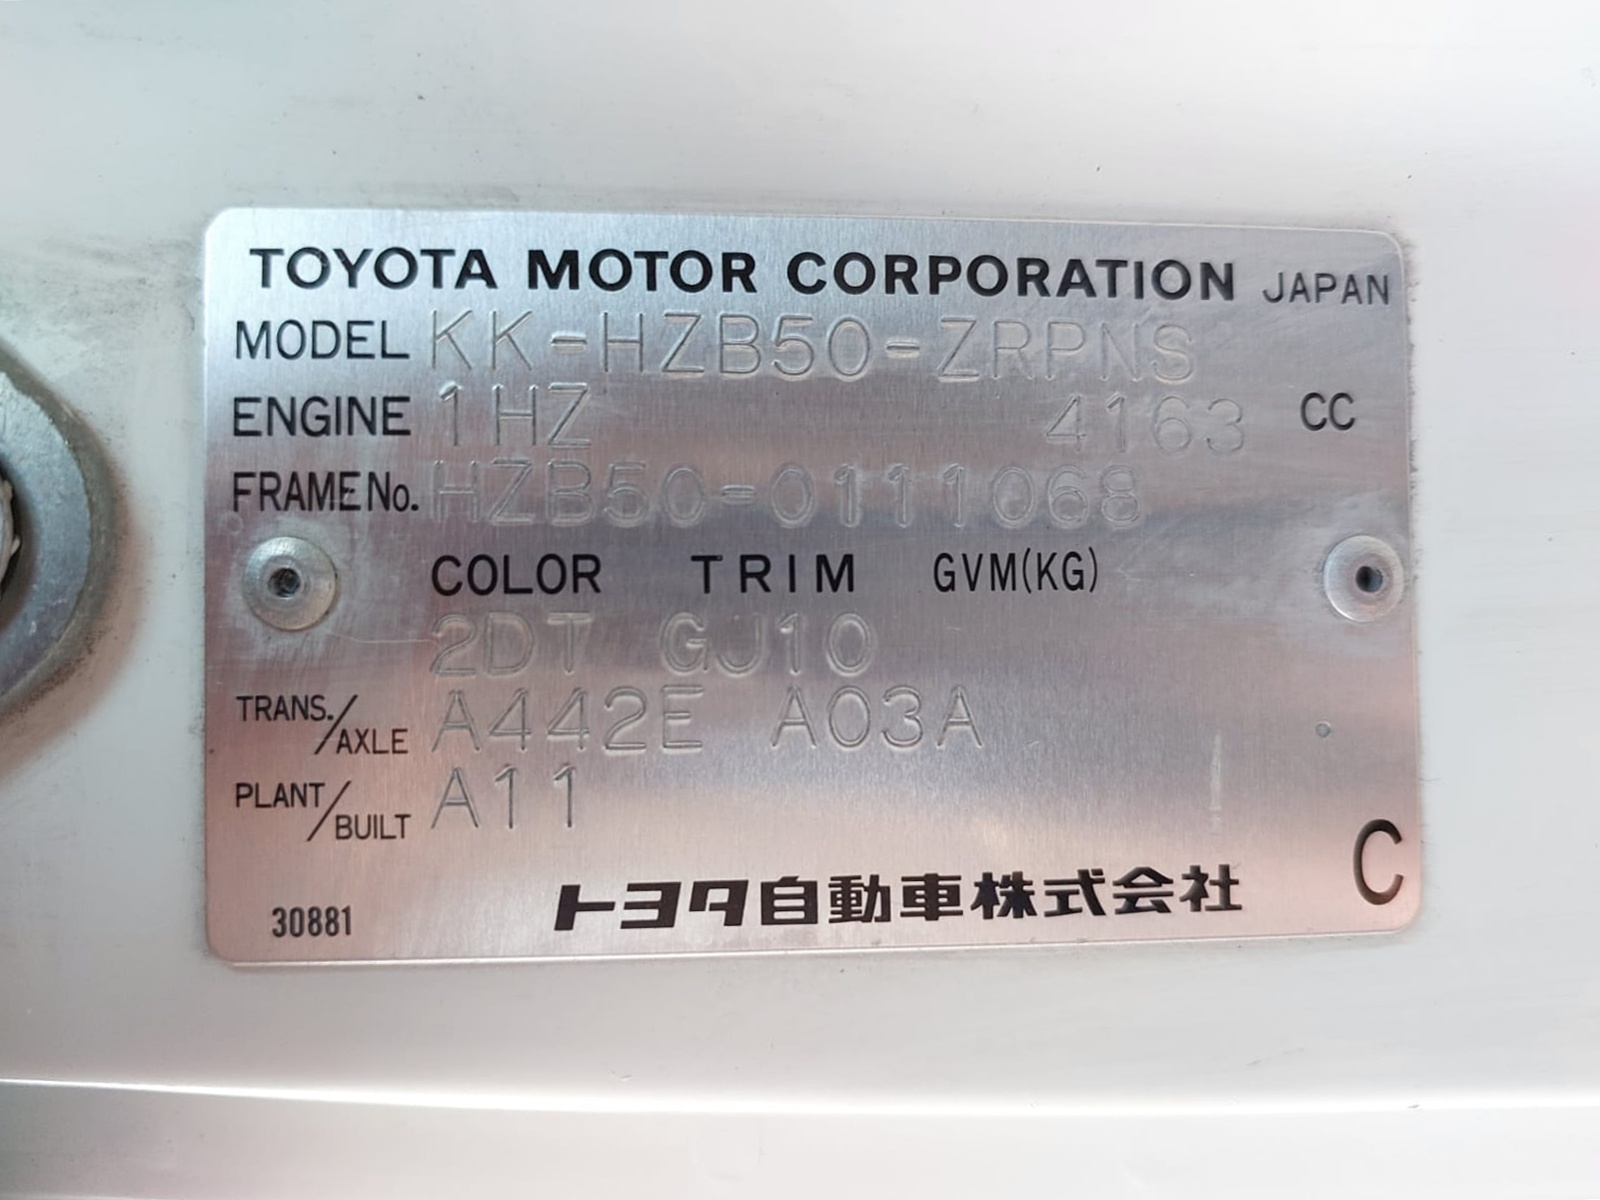 TOYOTA MOTOR CORPORATION JAPAN
MODEL KK-HZB50-ZRPNS
ENGINE 1HZ 4163 CC
FRAME No. HZB50-0111068
COLOR TRIM GVM(KG)
2DT GJ10
TRANS./AXLE A442E A03A
PLANT/BUILT A11
C
30881 トヨタ自動車株式会社